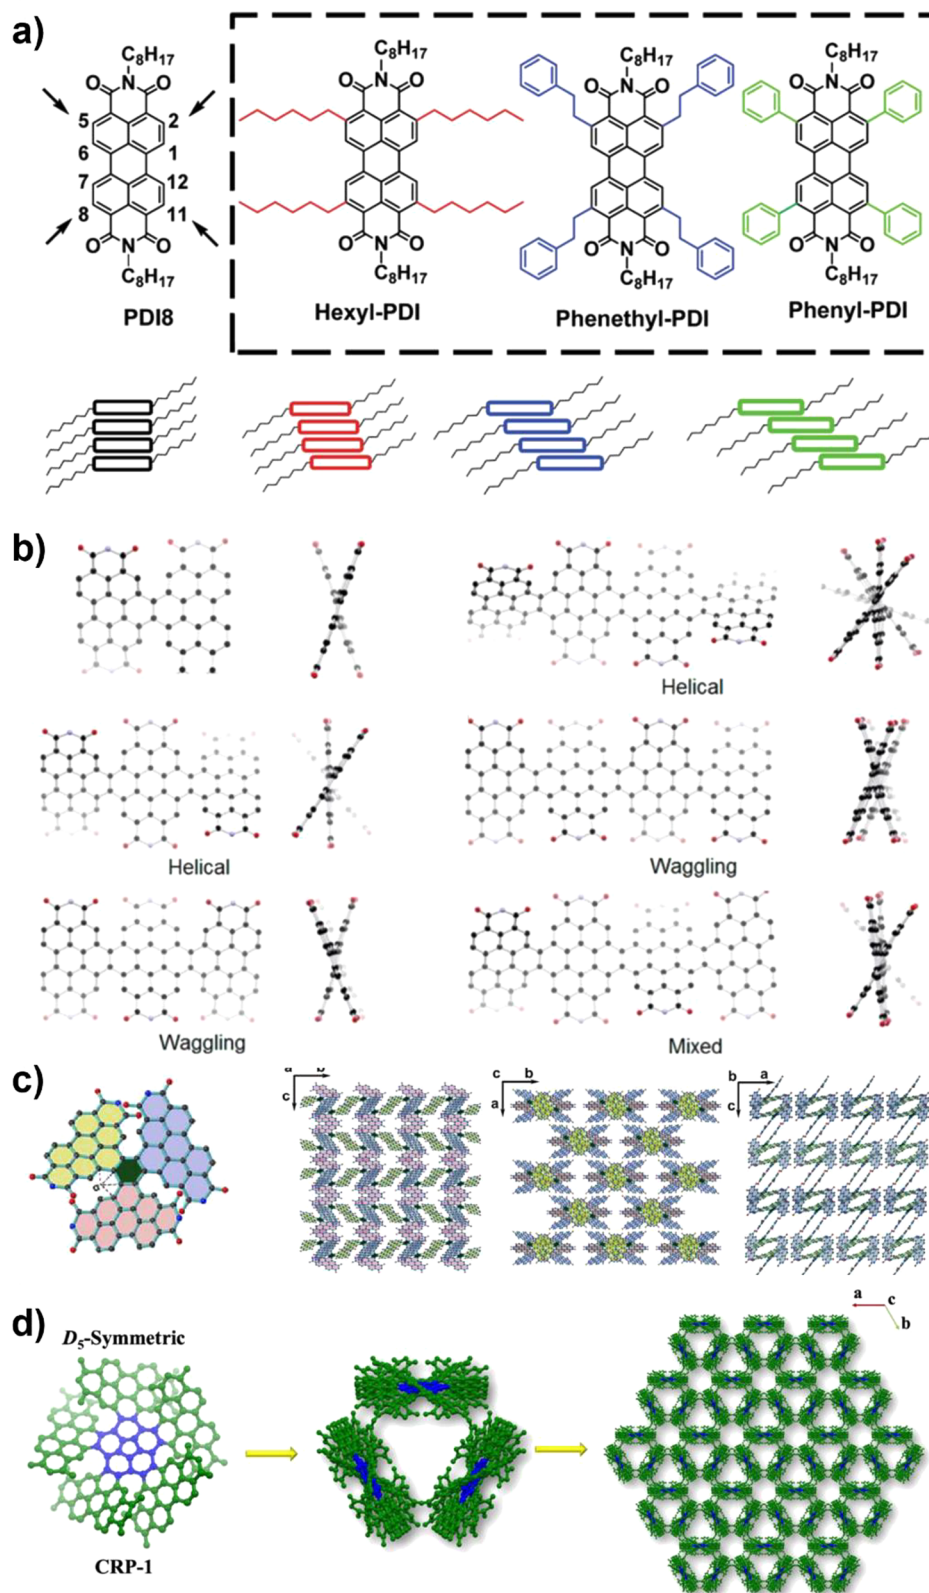 a)
C8H17
O N O
5 2
6 1
7 12
8 11
O N O
C8H17
PDI8
C8H17
O N O
O N O
C8H17
Hexyl-PDI
C8H17
O N O
O N O
C8H17
Phenethyl-PDI
C8H17
O N O
O N O
C8H17
Phenyl-PDI
b)
Helical
Helical
Waggling
Waggling
Mixed
c)
a b
c
c b
a
b a
c
d)
D5-Symmetric
CRP-1
a c
b